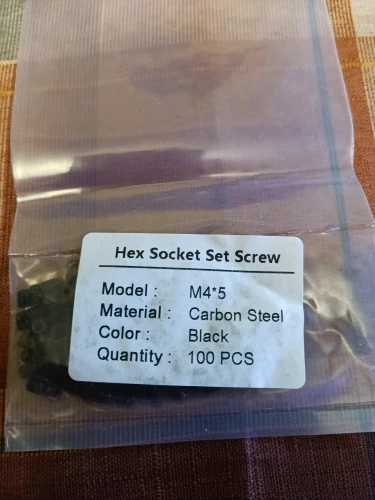 Hex Socket Set Screw
Model : M4*5
Material : Carbon Steel
Color : Black
Quantity : 100 PCS